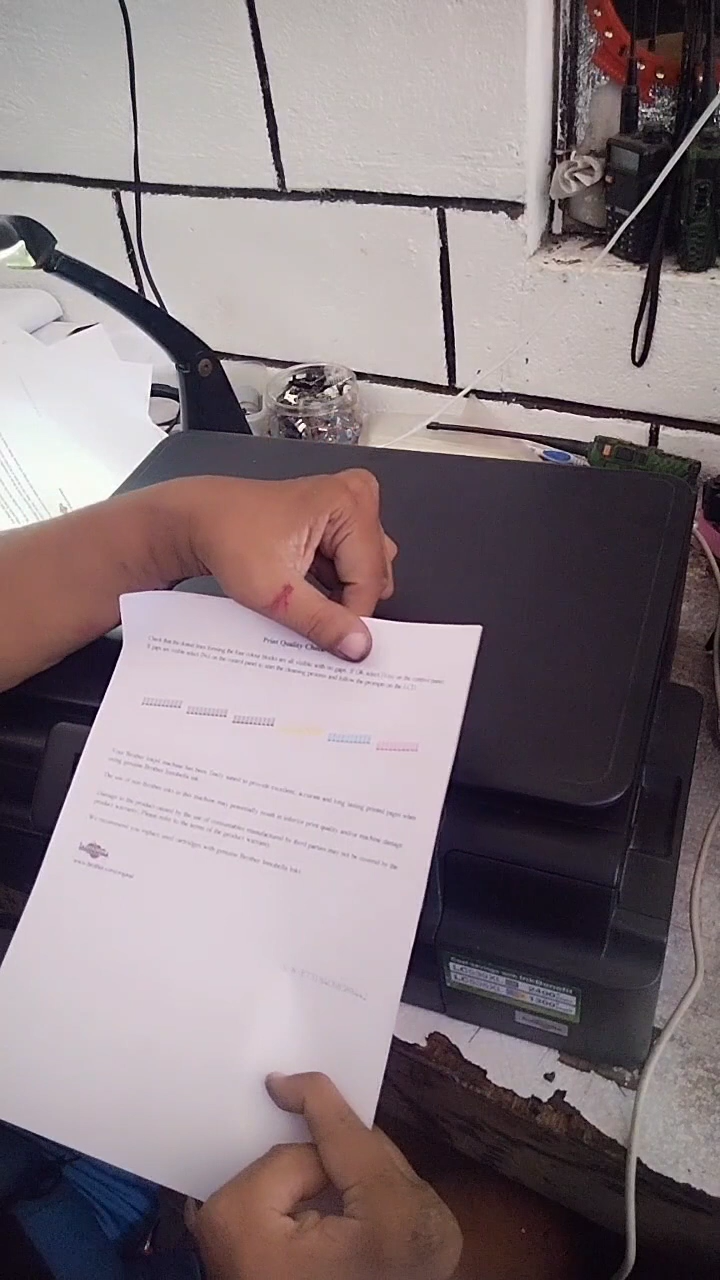 Print Quality Check
Check that the dotted lines forming the four colour blocks are all visible with no gaps. If OK select [Yes] on the control panel.
If gaps are visible select [No] on the control panel to start the cleaning process and follow the prompts on the LCD.
Your Brother inkjet machine has been finely tuned to provide excellent, accurate and long lasting printed pages when
using genuine Brother Innobella ink.
The use of non-Brother inks in this machine may potentially result in inferior print quality and/or machine damage.
Damage to the product caused by the use of consumables manufactured by third parties may not be covered by the
product warranty. Please refer to the terms of the product warranty.
We recommend you replace used cartridges with genuine Brother Innobella ink!
www.brother.com/original
Cost-saving with InkBenefit
2400
1300